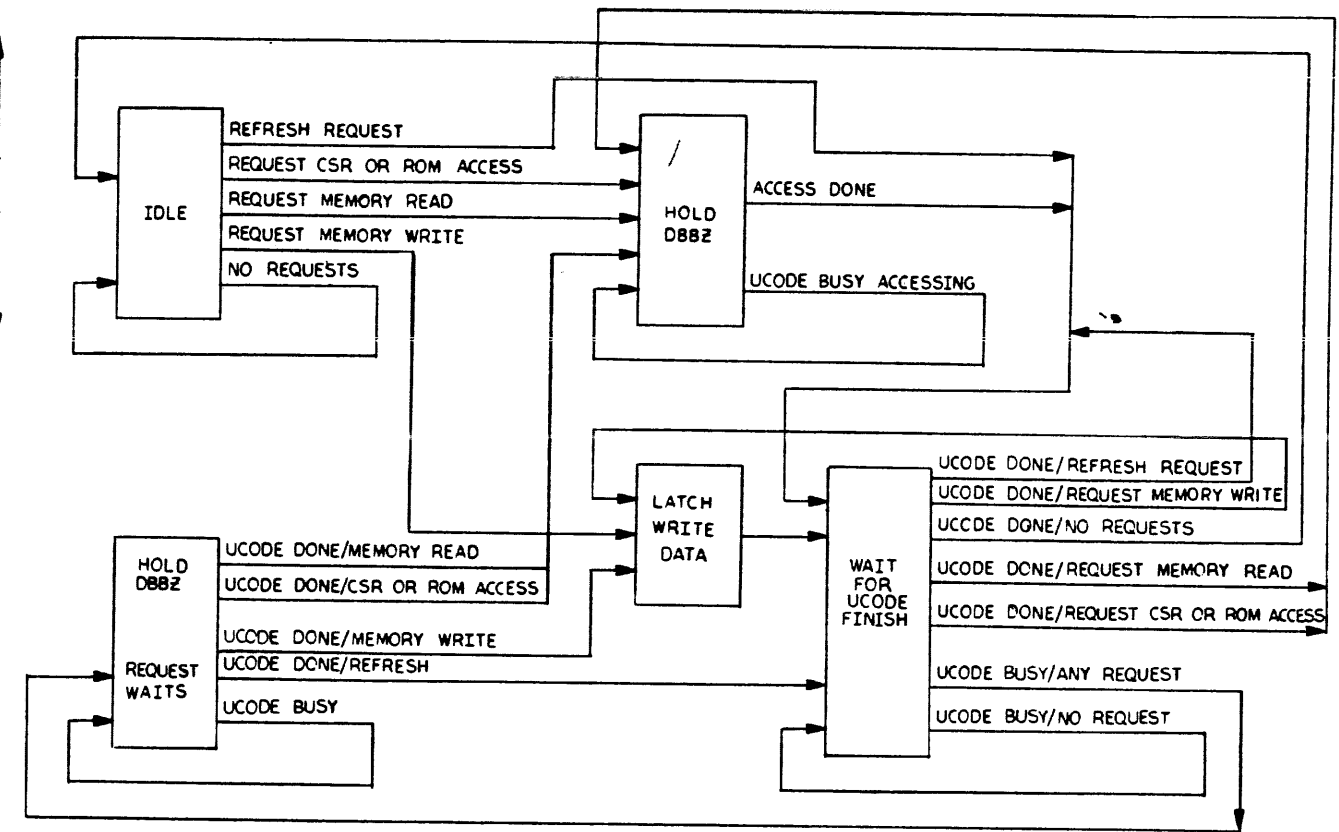 REFRESH REQUEST
REQUEST CSR OR ROM ACCESS
REQUEST MEMORY READ
REQUEST MEMORY WRITE
NO REQUESTS
IDLE
HOLD
DBBZ
ACCESS DONE
UCODE BUSY ACCESSING
LATCH
WRITE
DATA
HOLD
DBBZ
REQUEST
WAITS
UCODE DONE/MEMORY READ
UCODE DONE/CSR OR ROM ACCESS
UCODE DONE/MEMORY WRITE
UCODE DONE/REFRESH
UCODE BUSY
WAIT
FOR
UCODE
FINISH
UCODE DONE/REFRESH REQUEST
UCODE DONE/REQUEST MEMORY WRITE
UCODE DONE/NO REQUESTS
UCODE DONE/REQUEST MEMORY READ
UCODE DONE/REQUEST CSR OR ROM ACCESS
UCODE BUSY/ANY REQUEST
UCODE BUSY/NO REQUEST